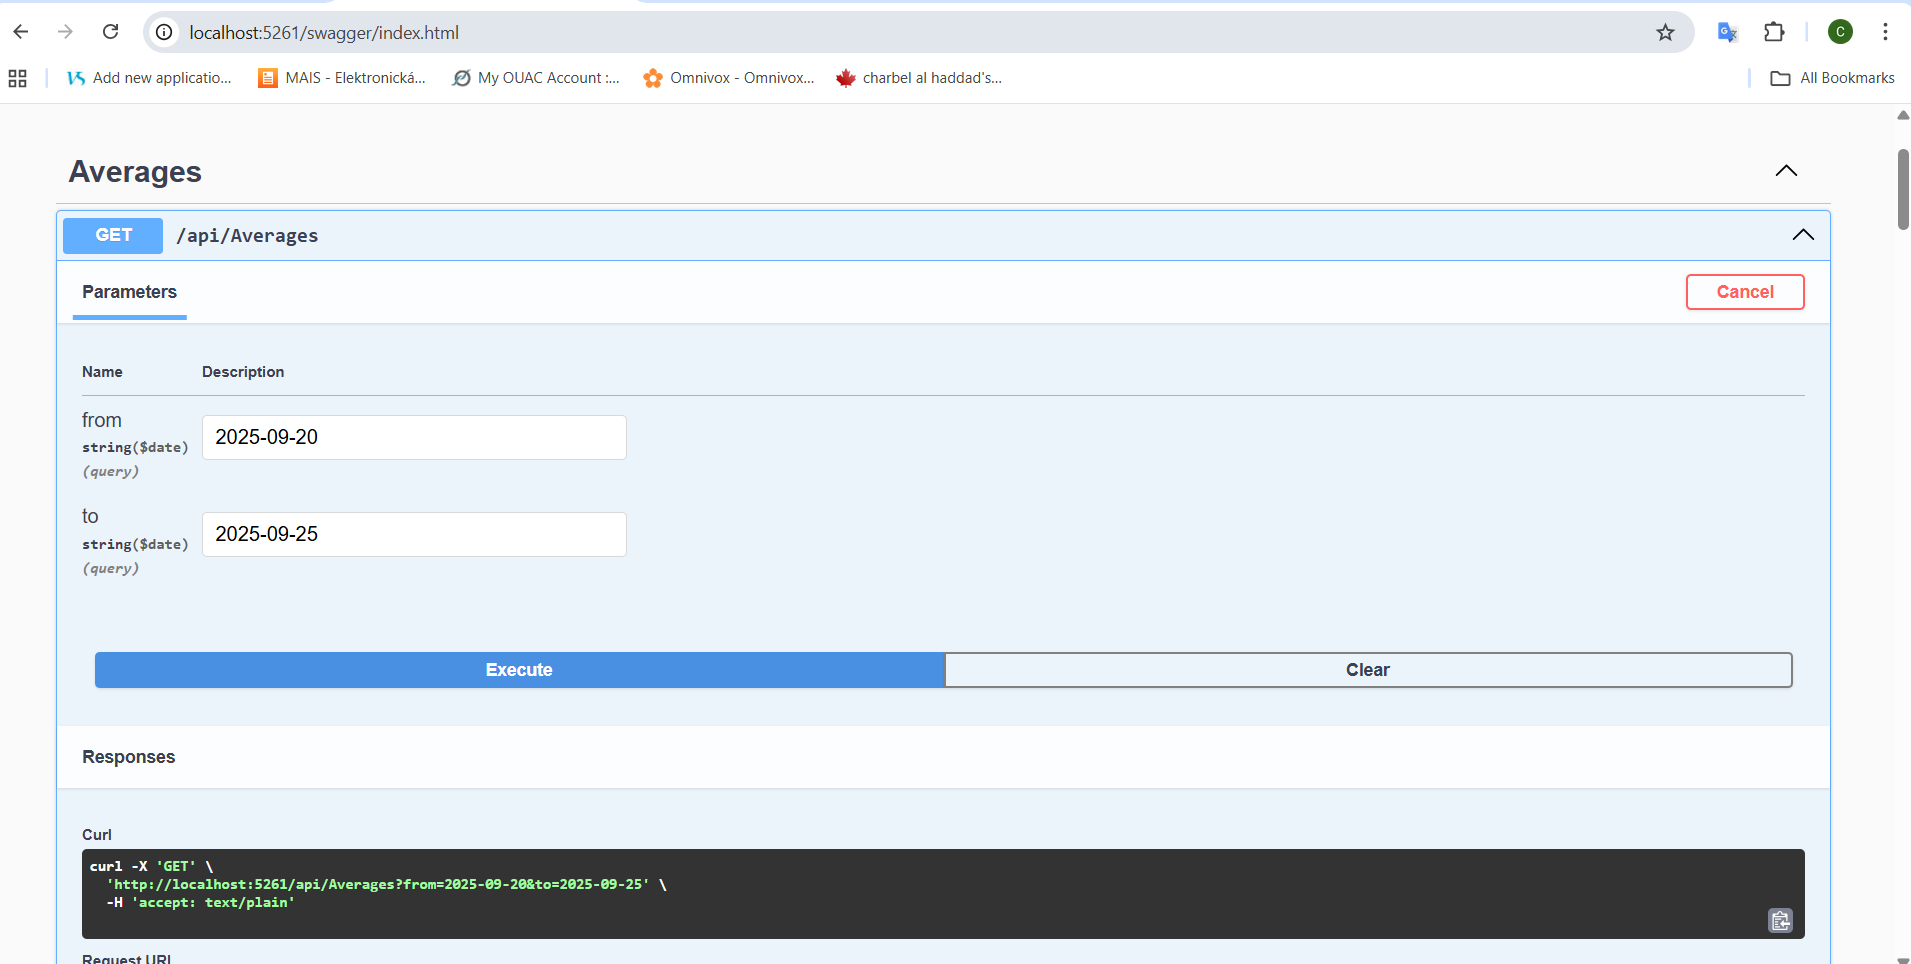 localhost:5261/swagger/index.html
C
Add new applicatio...
MAIS - Elektronická...
My OUAC Account :...
Omnivox - Omnivox...
charbel al haddad's...
All Bookmarks
Averages
GET /api/Averages
Parameters
Cancel
Name Description
from
string($date)
(query)
2025-09-20
to
string($date)
(query)
2025-09-25
Execute
Clear
Responses
Curl
curl -X 'GET' \
'http://localhost:5261/api/Averages?from=2025-09-20&to=2025-09-25' \
-H 'accept: text/plain'
Request URL